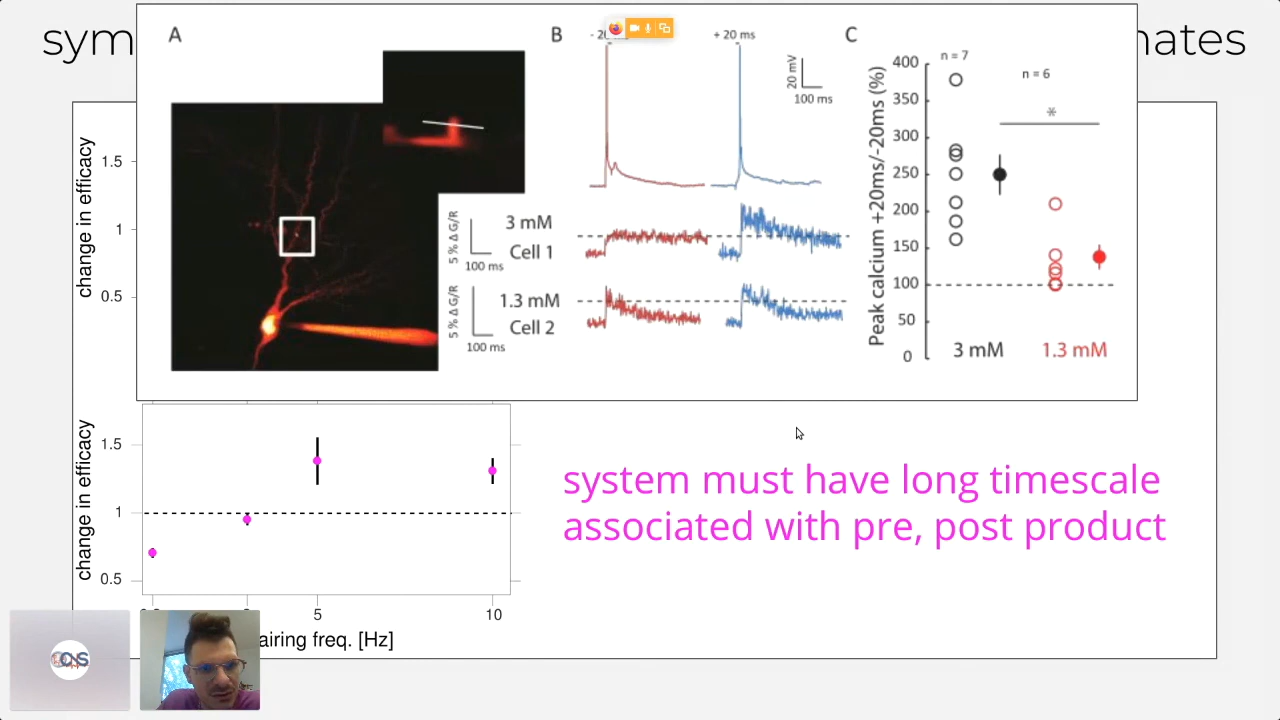 sym
nates
A
B
C
+ 20 ms
20 mV
100 ms
3 mM
Cell 1
5 % Δ G/R
100 ms
1.3 mM
Cell 2
5 % Δ G/R
100 ms
Peak calcium +20ms/-20ms (%)
400
350
300
250
200
150
100
50
0
n = 7
n = 6
*
3 mM
1.3 mM
change in efficacy
1.5
1
0.5
change in efficacy
1.5
1
0.5
5
10
airing freq. [Hz]
system must have long timescale
associated with pre, post product